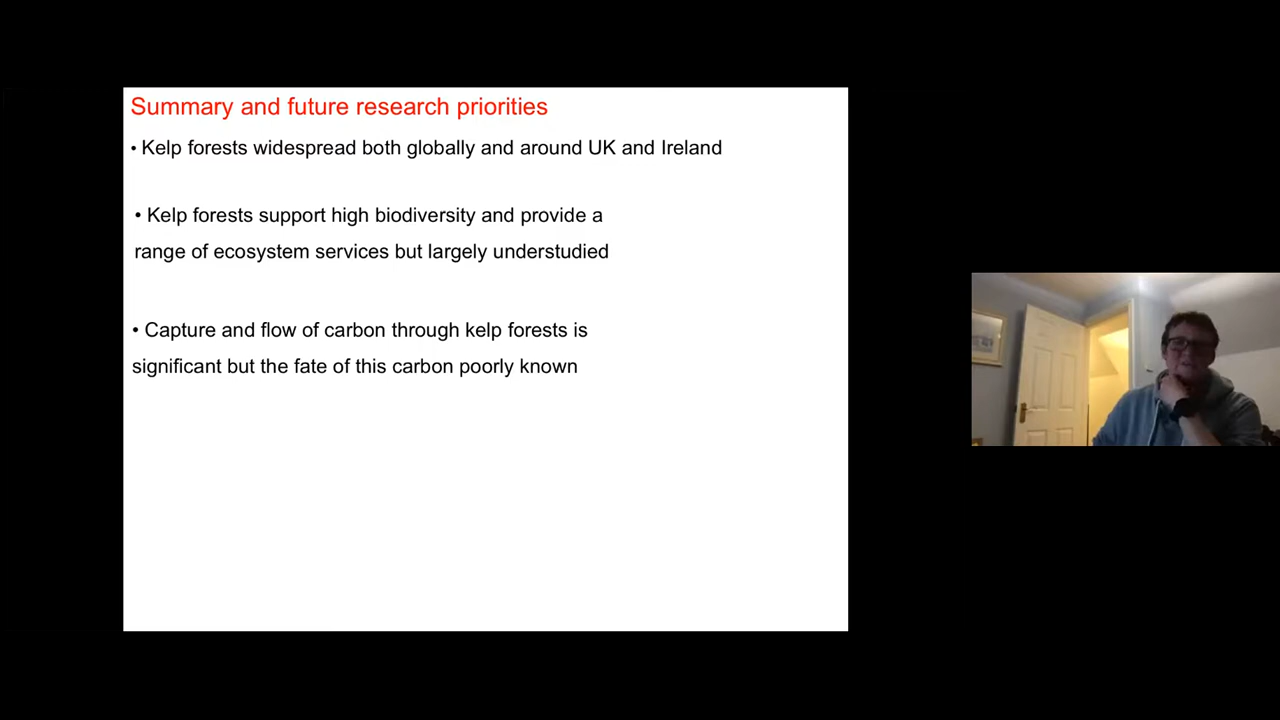 Summary and future research priorities
• Kelp forests widespread both globally and around UK and Ireland
• Kelp forests support high biodiversity and provide a
range of ecosystem services but largely understudied
• Capture and flow of carbon through kelp forests is
significant but the fate of this carbon poorly known